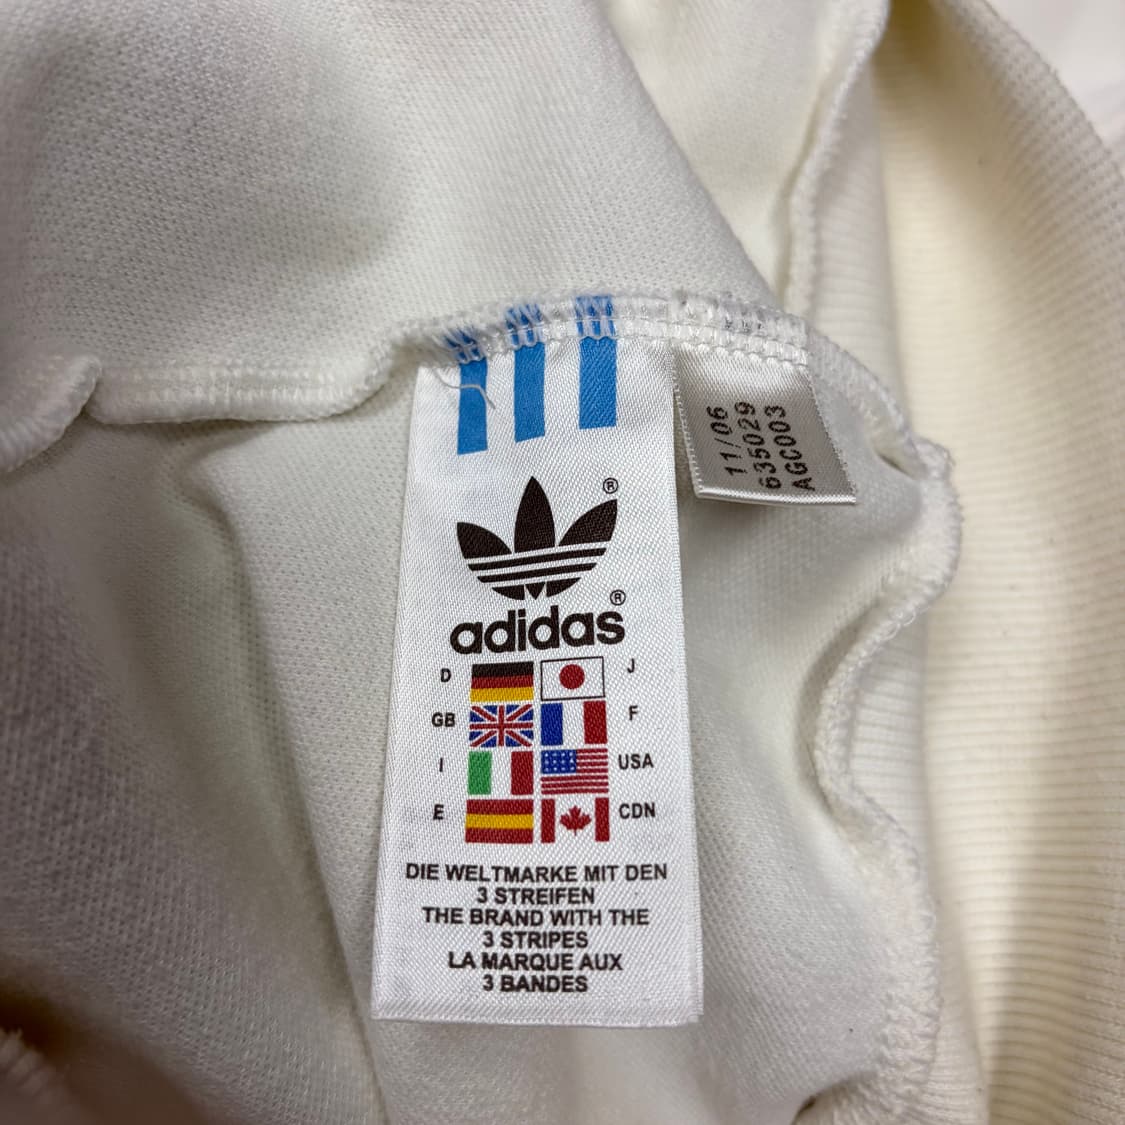 11/06
635029
AGC003
®
adidas®
D J
GB F
I USA
E CDN
DIE WELTMARKE MIT DEN
3 STREIFEN
THE BRAND WITH THE
3 STRIPES
LA MARQUE AUX
3 BANDES